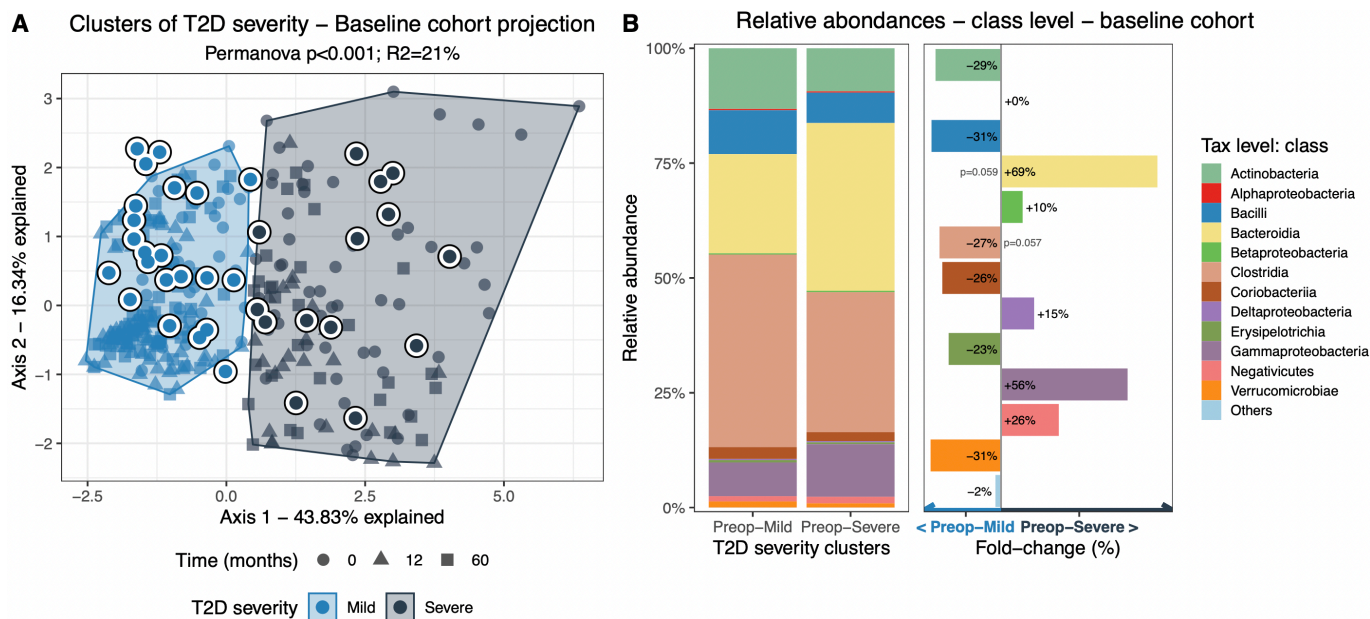 A
Clusters of T2D severity – Baseline cohort projection
Permanova p<0.001; R2=21%
Axis 2 – 16.34% explained
3
2
1
0
−1
−2
−2.5
0.0
2.5
5.0
Axis 1 – 43.83% explained
Time (months)
0
12
60
T2D severity
Mild
Severe
B
Relative abondances – class level – baseline cohort
Relative abundance
100%
75%
50%
25%
0%
Preop−Mild
Preop−Severe
T2D severity clusters
−29%
+0%
−31%
p=0.059
+69%
+10%
−27%
p=0.057
−26%
+15%
−23%
+56%
+26%
−31%
−2%
< Preop−Mild
Preop−Severe >
Fold−change (%)
Tax level: class
Actinobacteria
Alphaproteobacteria
Bacilli
Bacteroidia
Betaproteobacteria
Clostridia
Coriobacteriia
Deltaproteobacteria
Erysipelotrichia
Gammaproteobacteria
Negativicutes
Verrucomicrobiae
Others